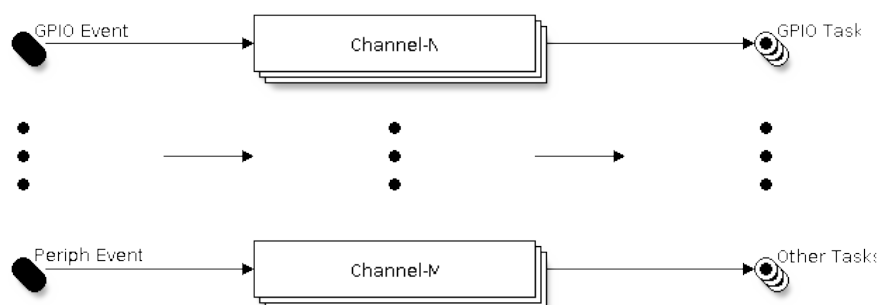 GPIO Event
Channel-N
GPIO Task
Periph Event
Channel-M
Other Tasks